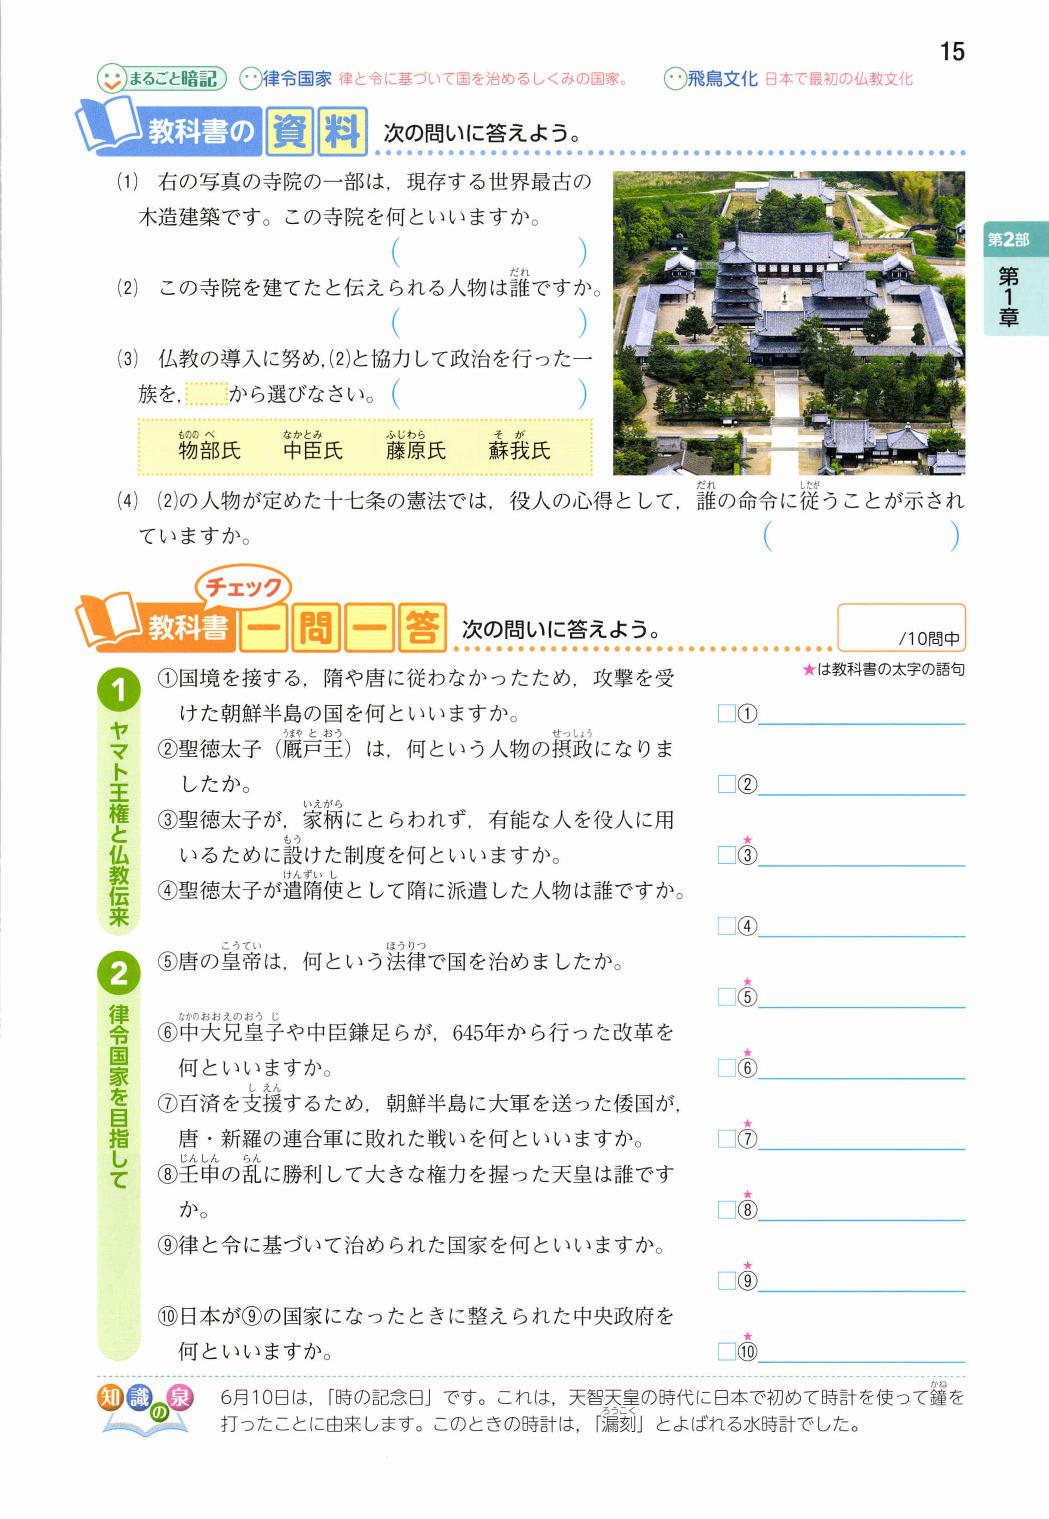 15
まるごと暗記 律令国家 律と令に基づいて国を治めるしくみの国家。 飛鳥文化 日本で最初の仏教文化
教科書の資料 次の問いに答えよう。
(1) 右の写真の寺院の一部は，現存する世界最古の
木造建築です。この寺院を何といいますか。
( )
だれ
(2) この寺院を建てたと伝えられる人物は誰ですか。
( )
(3) 仏教の導入に努め,(2)と協力して政治を行った一
族を, から選びなさい。( )
もののべ なかとみ ふじわら そが
物部氏 中臣氏 藤原氏 蘇我氏
だれ したが
(4) (2)の人物が定めた十七条の憲法では，役人の心得として，誰の命令に従うことが示され
ていますか。 ( )
第2部
第1章
チェック
教科書 一問一答 次の問いに答えよう。
/10問中
★は教科書の太字の語句
1 ヤマト王権と仏教伝来
①国境を接する，隋や唐に従わなかったため，攻撃を受
けた朝鮮半島の国を何といいますか。
□①
うまやとおう せっしょう
②聖徳太子（厩戸王）は，何という人物の摂政になりま
したか。
□②
いえがら
③聖徳太子が，家柄にとらわれず，有能な人を役人に用
もう
いるために設けた制度を何といいますか。
★
□③
けんずいし
④聖徳太子が遣隋使として隋に派遣した人物は誰ですか。
□④
2 律令国家を目指して
こうてい ほうりつ
⑤唐の皇帝は，何という法律で国を治めましたか。
★
□⑤
なかのおおえのおうじ
⑥中大兄皇子や中臣鎌足らが，645年から行った改革を
何といいますか。
★
□⑥
しえん
⑦百済を支援するため，朝鮮半島に大軍を送った倭国が，
唐・新羅の連合軍に敗れた戦いを何といいますか。
★
□⑦
じんしん らん
⑧壬申の乱に勝利して大きな権力を握った天皇は誰です
か。
★
□⑧
⑨律と令に基づいて治められた国家を何といいますか。
★
□⑨
⑩日本が⑨の国家になったときに整えられた中央政府を
何といいますか。
★
□⑩
知識の泉
かね
6月10日は，「時の記念日」です。これは，天智天皇の時代に日本で初めて時計を使って鐘を
ろうこく
打ったことに由来します。このときの時計は，「漏刻」とよばれる水時計でした。